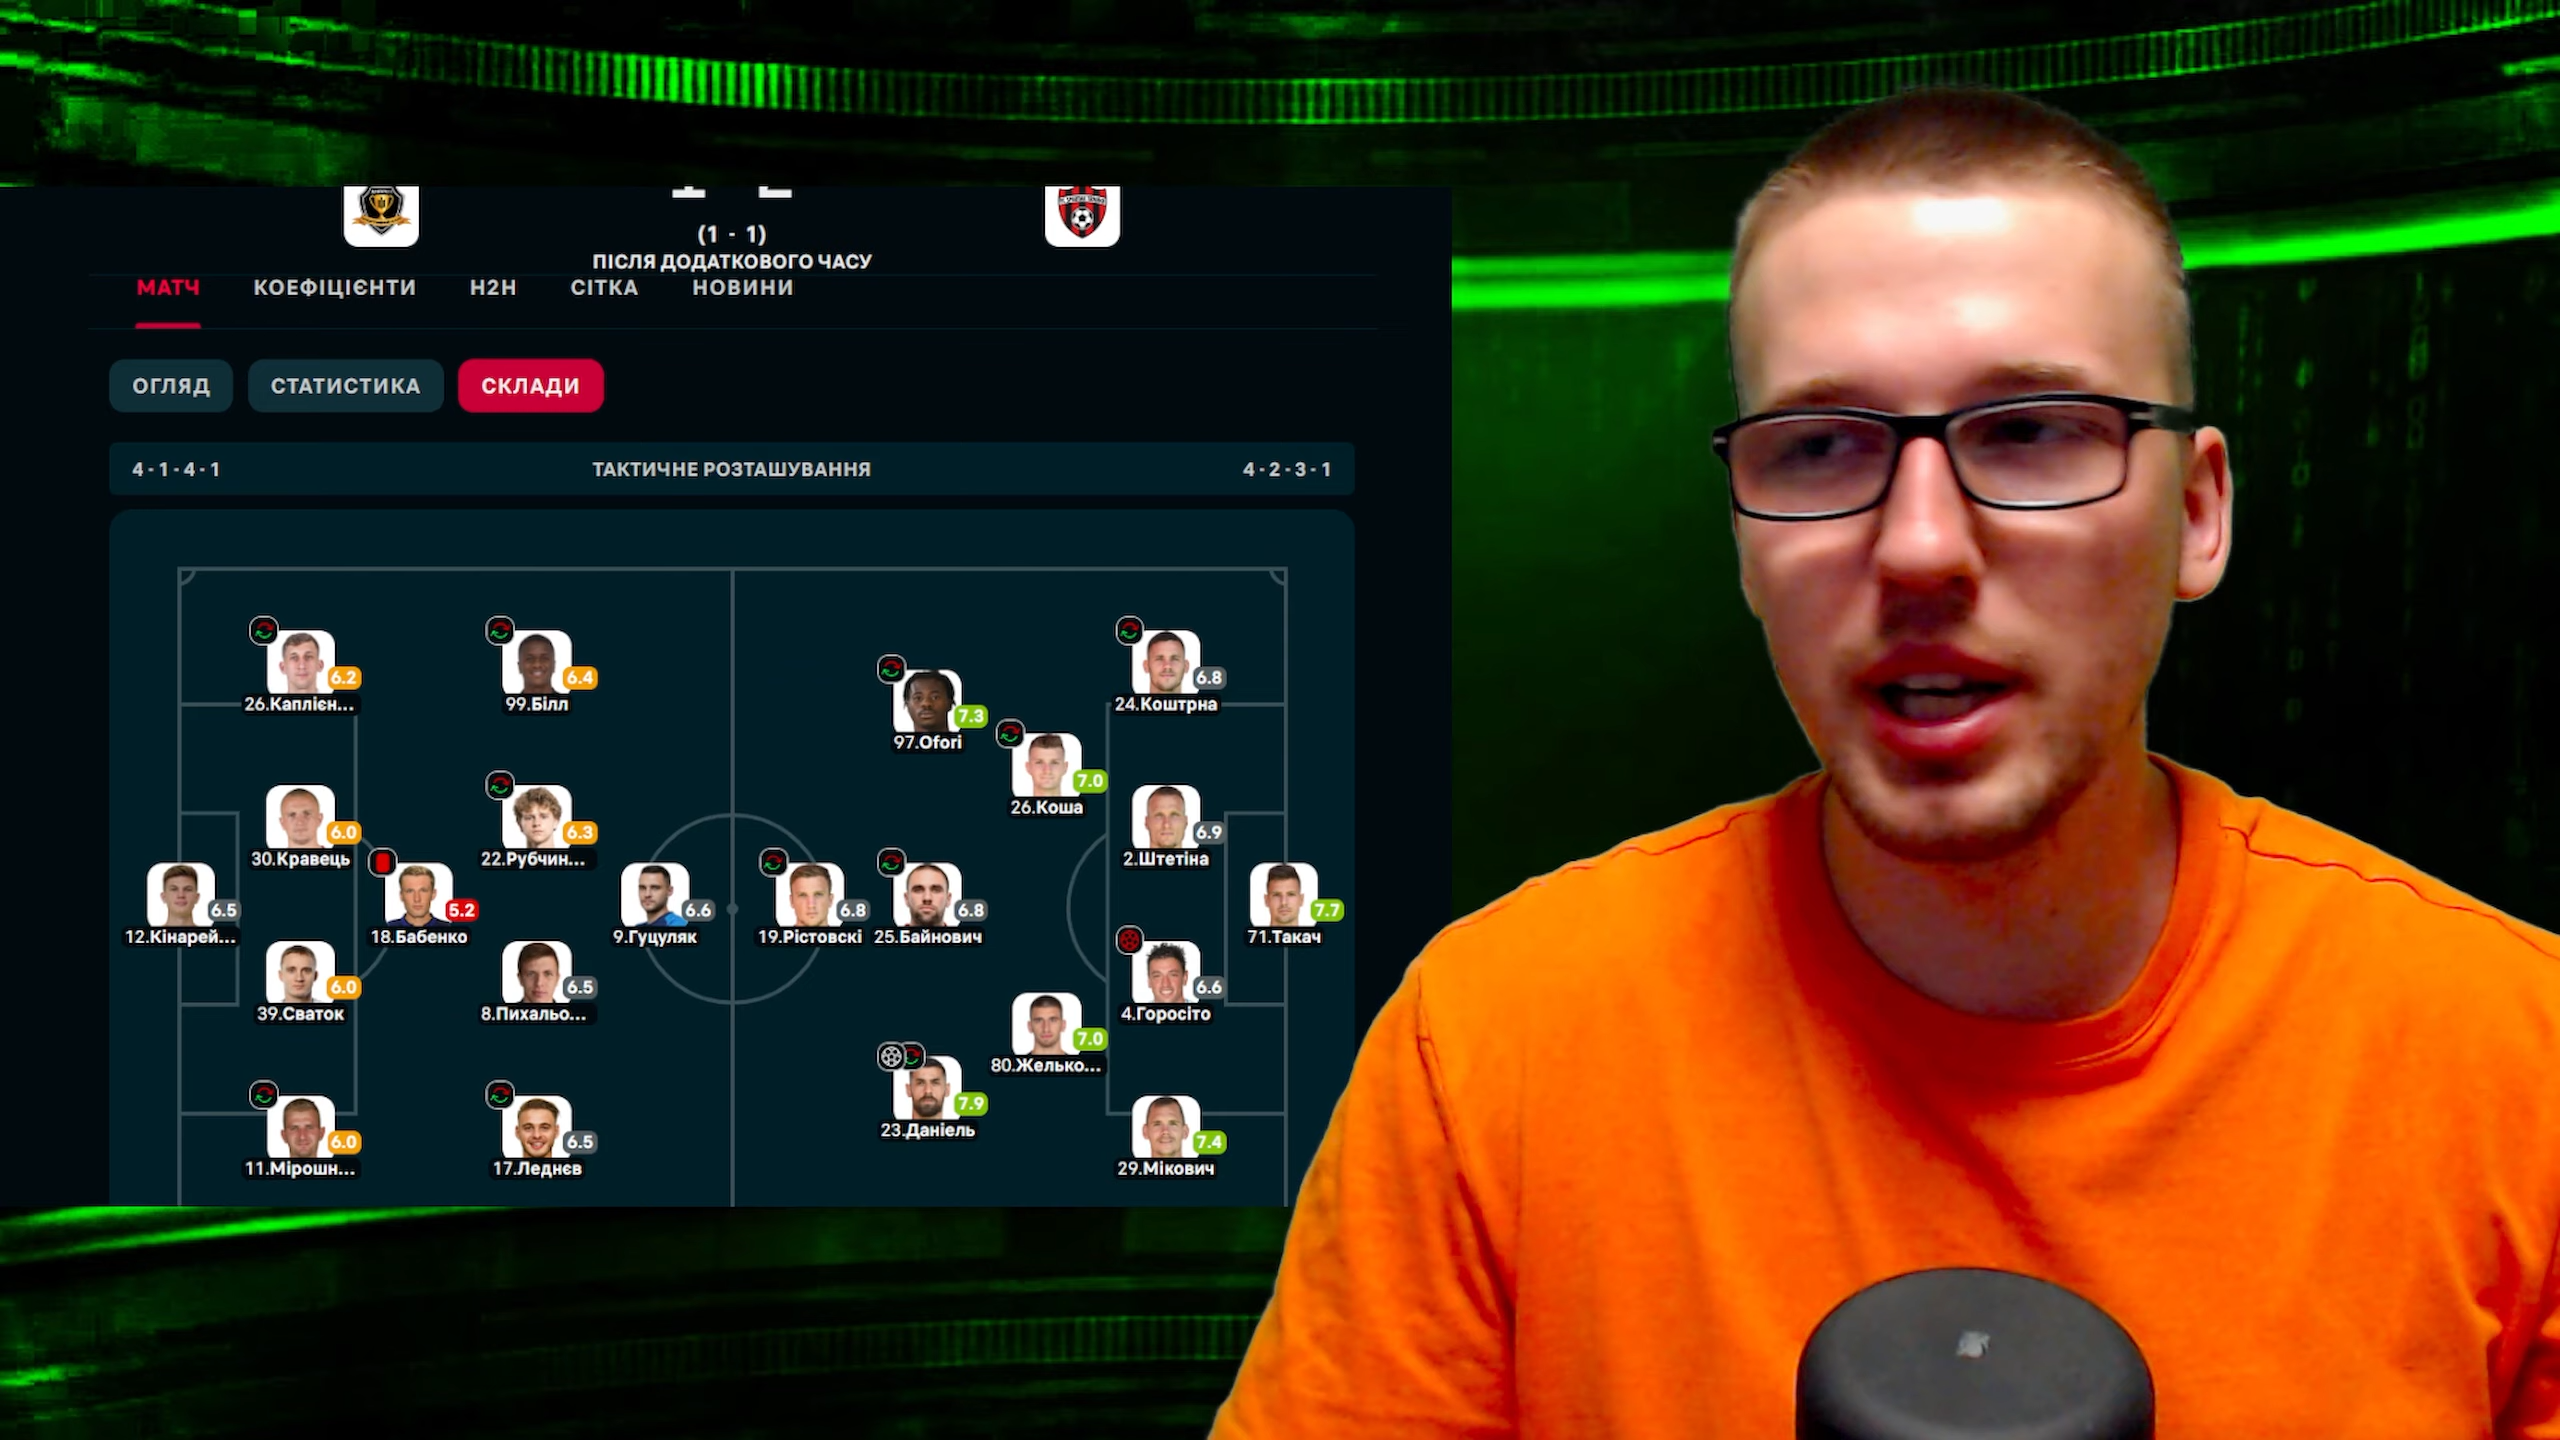 (1 - 1)
ПІСЛЯ ДОДАТКОВОГО ЧАСУ
МАТЧ КОЕФІЦІЄНТИ H2H СІТКА НОВИНИ
ОГЛЯД СТАТИСТИКА СКЛАДИ
4 - 1 - 4 - 1 ТАКТИЧНЕ РОЗТАШУВАННЯ 4 - 2 - 3 - 1
6.2
26.Каплієн...
6.4
99.Білл
7.3
97.Ofori
6.8
24.Коштрна
7.0
26.Коша
6.0
30.Кравець
6.3
22.Рубчин...
6.9
2.Штетіна
6.5
12.Кінарей...
5.2
18.Бабенко
6.6
9.Гуцуляк
6.8
19.Рістовскі
6.8
25.Байнович
7.7
71.Такач
6.0
39.Сваток
6.5
8.Пихальо...
6.6
4.Горосіто
7.0
80.Желько...
7.9
23.Даніель
6.0
11.Мірошн...
6.5
17.Леднєв
7.4
29.Мікович